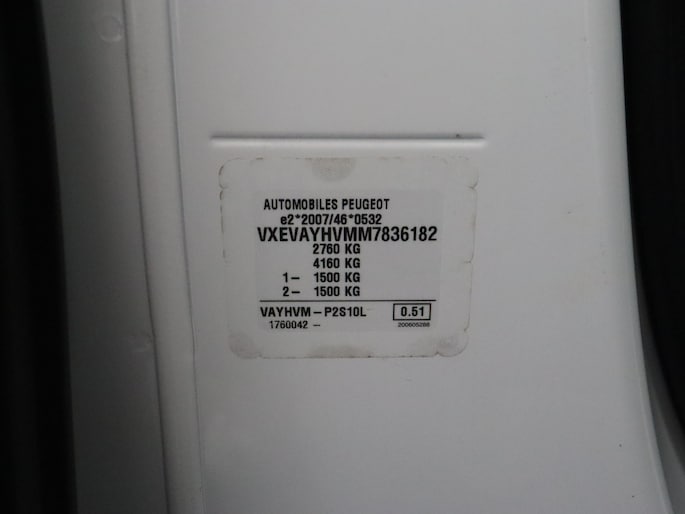 AUTOMOBILES PEUGEOT
e2*2007/46*0532
VXEVAYHVMM7836182
2760 KG
4160 KG
1- 1500 KG
2- 1500 KG
VAYHVM-P2S10L 0.51
1760042 - 200605288